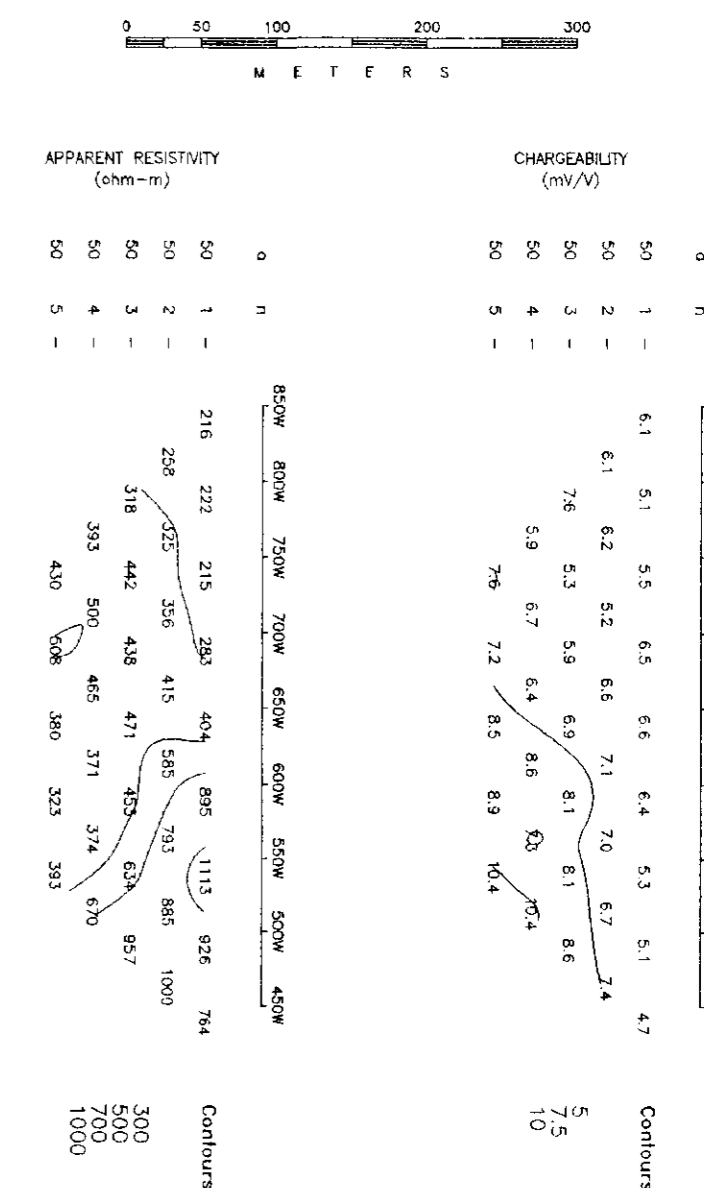 0 50 100 200 300
M E T E R S
APPARENT RESISTIVITY
(ohm-m)
a n
850W 800W 750W 700W 650W 600W 550W 500W 450W
50 1 - 216 222 215 283 404 895 1113 926 764
50 2 - 258 325 356 415 585 793 885 1000
50 3 - 318 442 438 471 453 634 957
50 4 - 393 500 465 371 374 670
50 5 - 430 508 380 323 393
Contours
300
500
700
1000
CHARGEABILITY
(mV/V)
a n
50 1 - 6.1 5.1 5.5 6.5 6.6 6.4 5.3 5.1 4.7
50 2 - 6.1 6.2 5.2 6.6 7.1 7.0 6.7 7.4
50 3 - 7.6 5.3 5.9 6.9 8.1 8.1 8.6
50 4 - 5.9 6.7 6.4 8.6 10.4
50 5 - 7.6 7.2 8.5 8.9 10.4
Contours
5
7.5
10